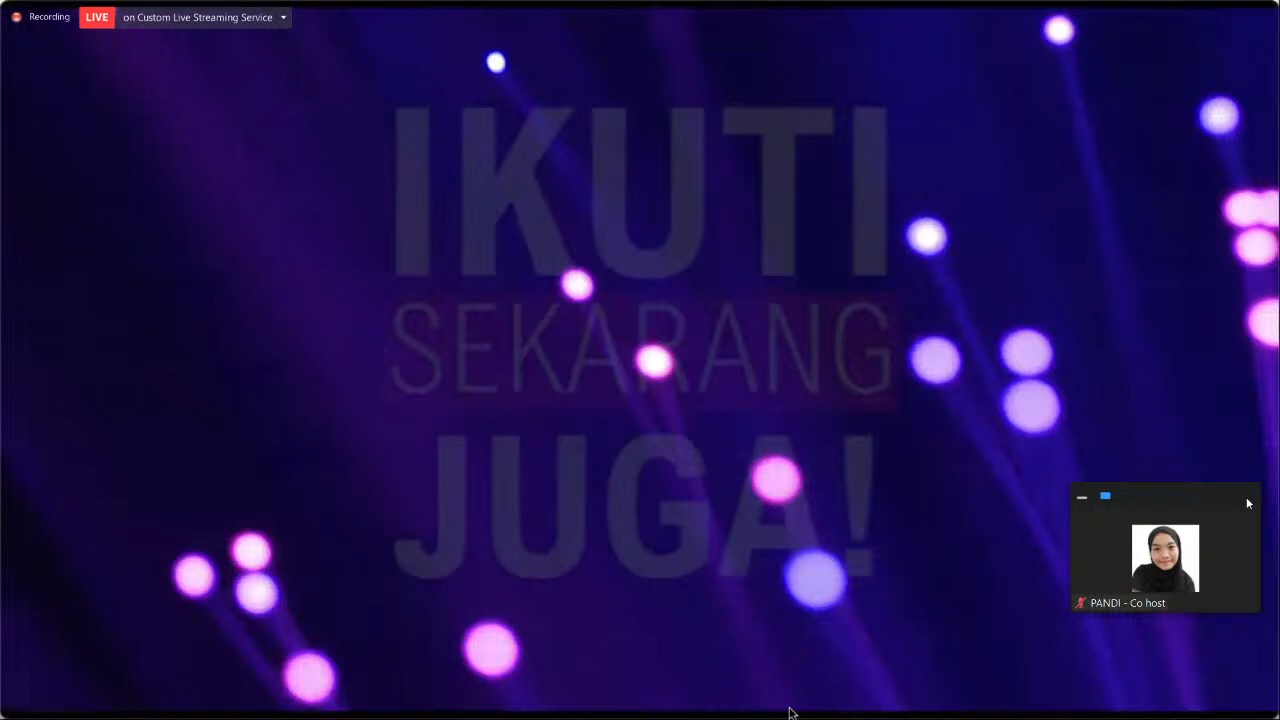 Recording
LIVE on Custom Live Streaming Service
IKUTI
SEKARANG
JUGA!
PANDI - Co host